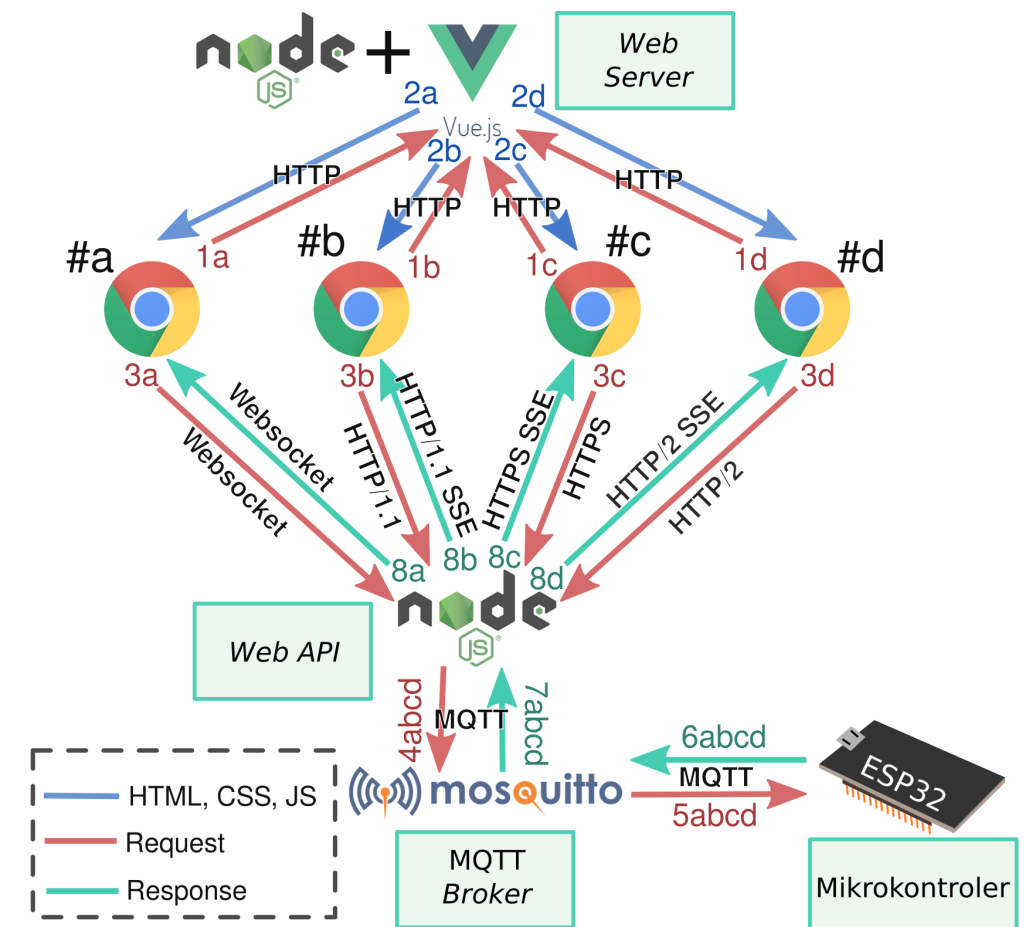 node
JS
+
Vue.js
Web
Server
2a
2d
2b
2c
HTTP
HTTP
HTTP
HTTP
#a
#b
#c
#d
1a
1b
1c
1d
3a
3b
3c
3d
Websocket
Websocket
HTTP/1.1
HTTP/1.1 SSE
HTTPS SSE
HTTPS
HTTP/2 SSE
HTTP/2
8a
8b
8c
8d
node
JS
Web API
4abcd
MQTT
7abcd
mosquitto
6abcd
MQTT
5abcd
ESP32
HTML, CSS, JS
Request
Response
MQTT
Broker
Mikrokontroler